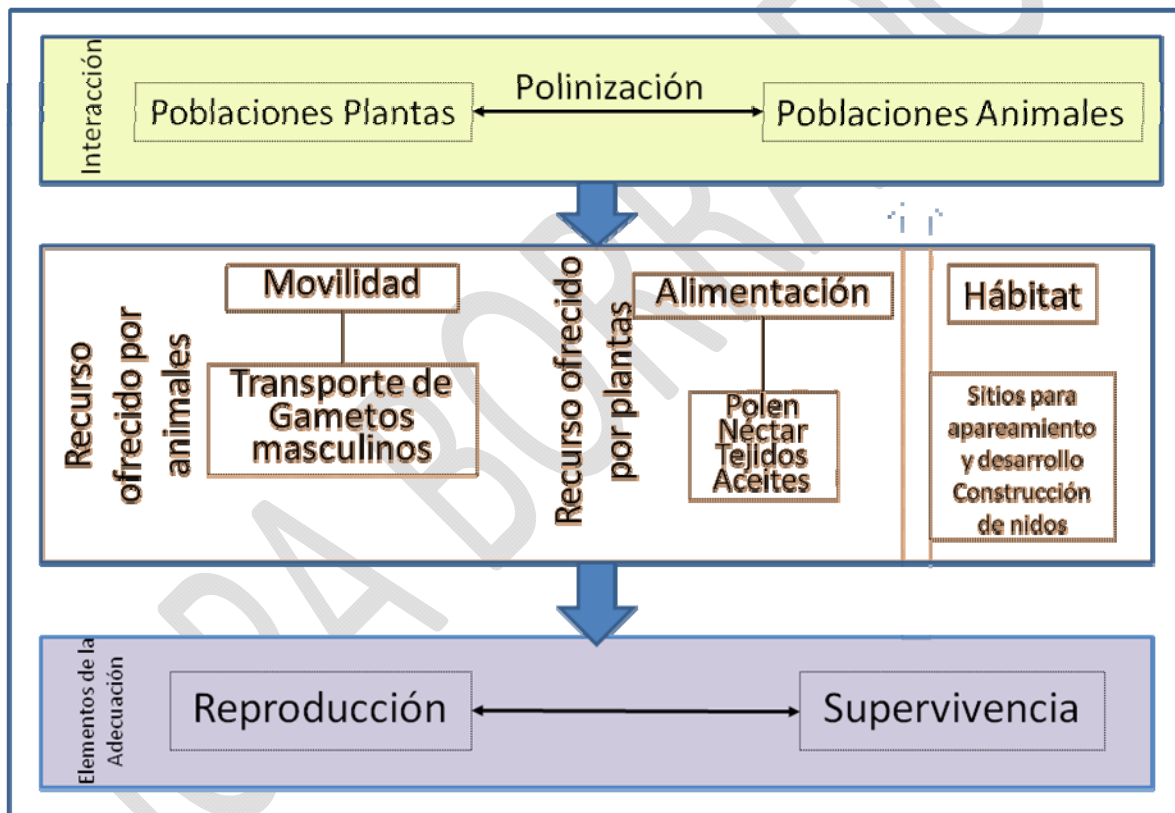 Interacción
Poblaciones Plantas
Polinización
Poblaciones Animales
Recurso
ofrecido por
animales
Movilidad
Transporte de
Gametos
masculinos
Recurso ofrecido
por plantas
Alimentación
Polen
Néctar
Tejidos
Aceites
Hábitat
Sitios para
apareamiento
y desarrollo
Construcción
de nidos
Elementos de la
Adecuación
Reproducción
Supervivencia